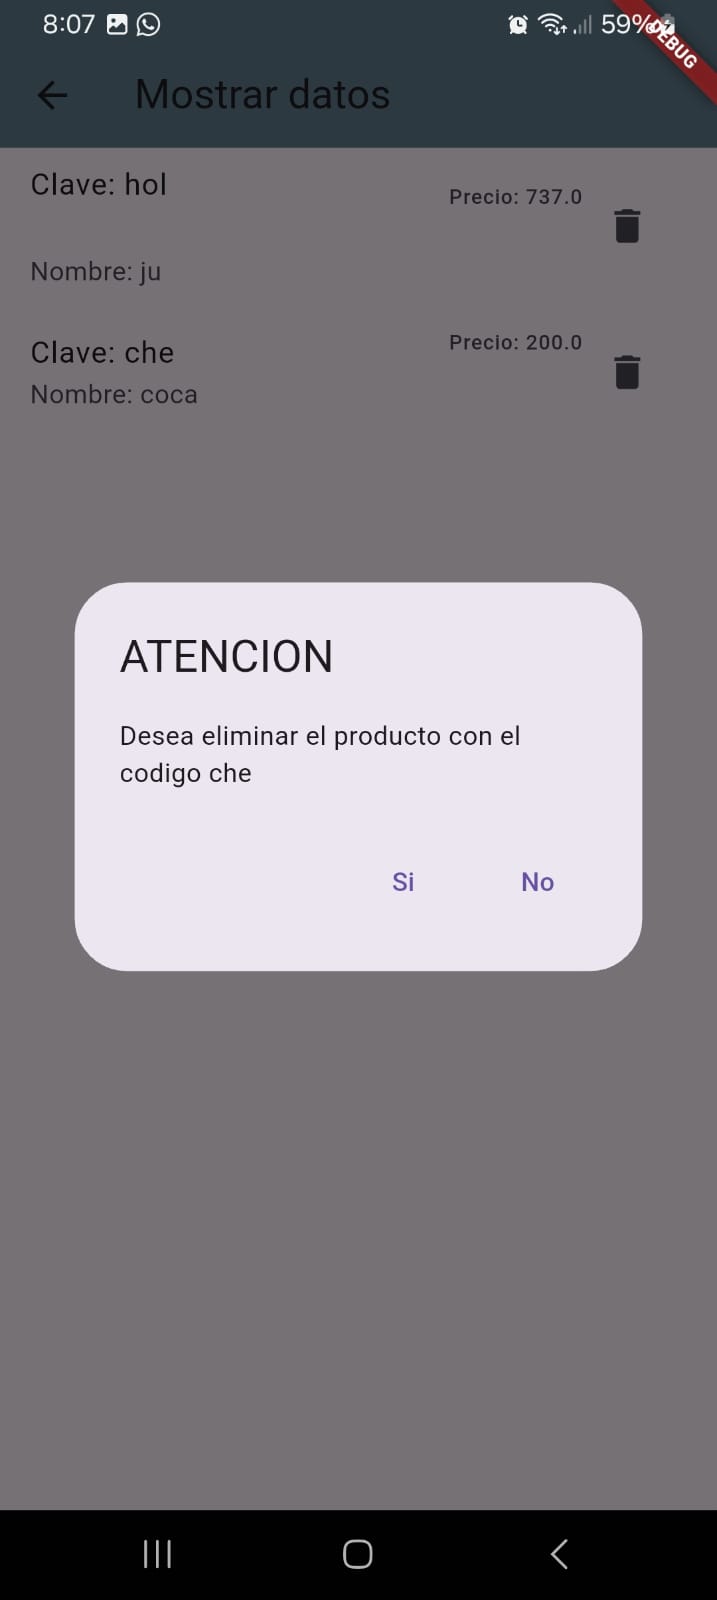 8:07 59%
DEBUG
Mostrar datos
Clave: hol
Precio: 737.0
Nombre: ju
Clave: che
Precio: 200.0
Nombre: coca
ATENCION
Desea eliminar el producto con el
codigo che
Si No